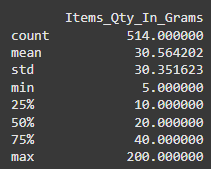 Items_Qty_In_Grams
count 514.000000
mean 30.564202
std 30.351623
min 5.000000
25% 10.000000
50% 20.000000
75% 40.000000
max 200.000000